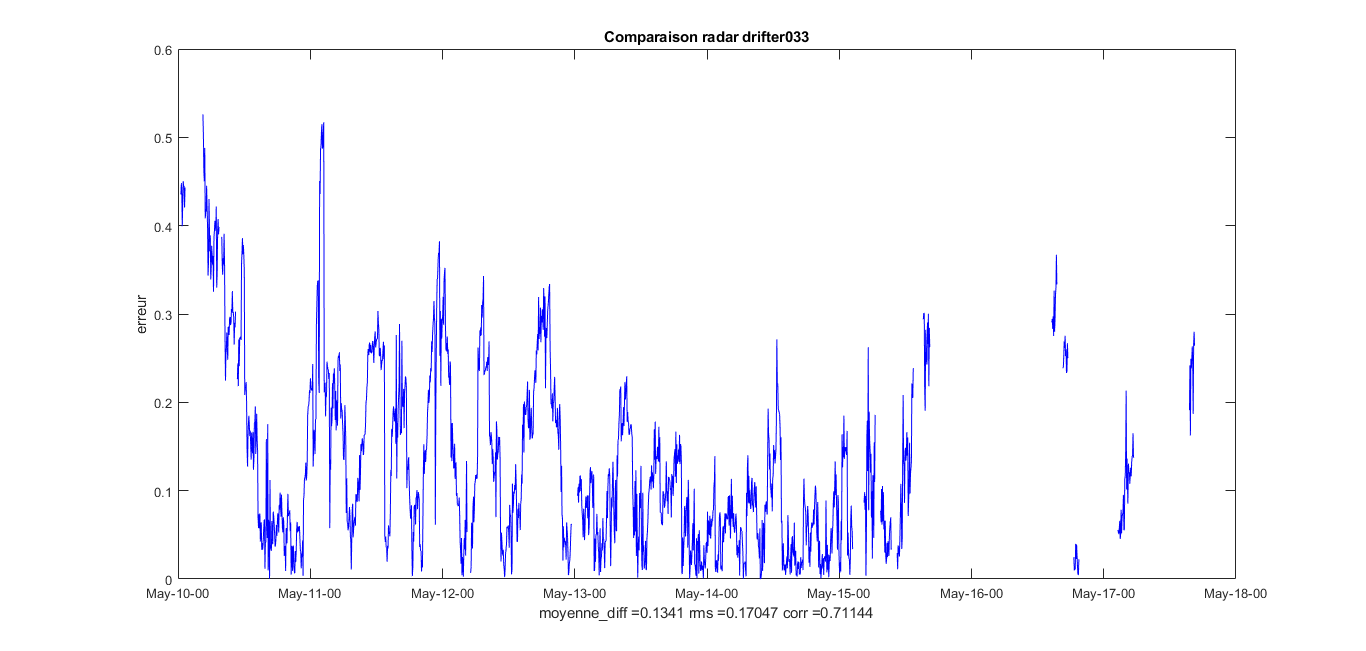 Comparaison radar drifter033
0.6
0.5
0.4
0.3
0.2
0.1
0
erreur
May-10-00 May-11-00 May-12-00 May-13-00 May-14-00 May-15-00 May-16-00 May-17-00 May-18-00
moyenne_diff =0.1341 rms =0.17047 corr =0.71144